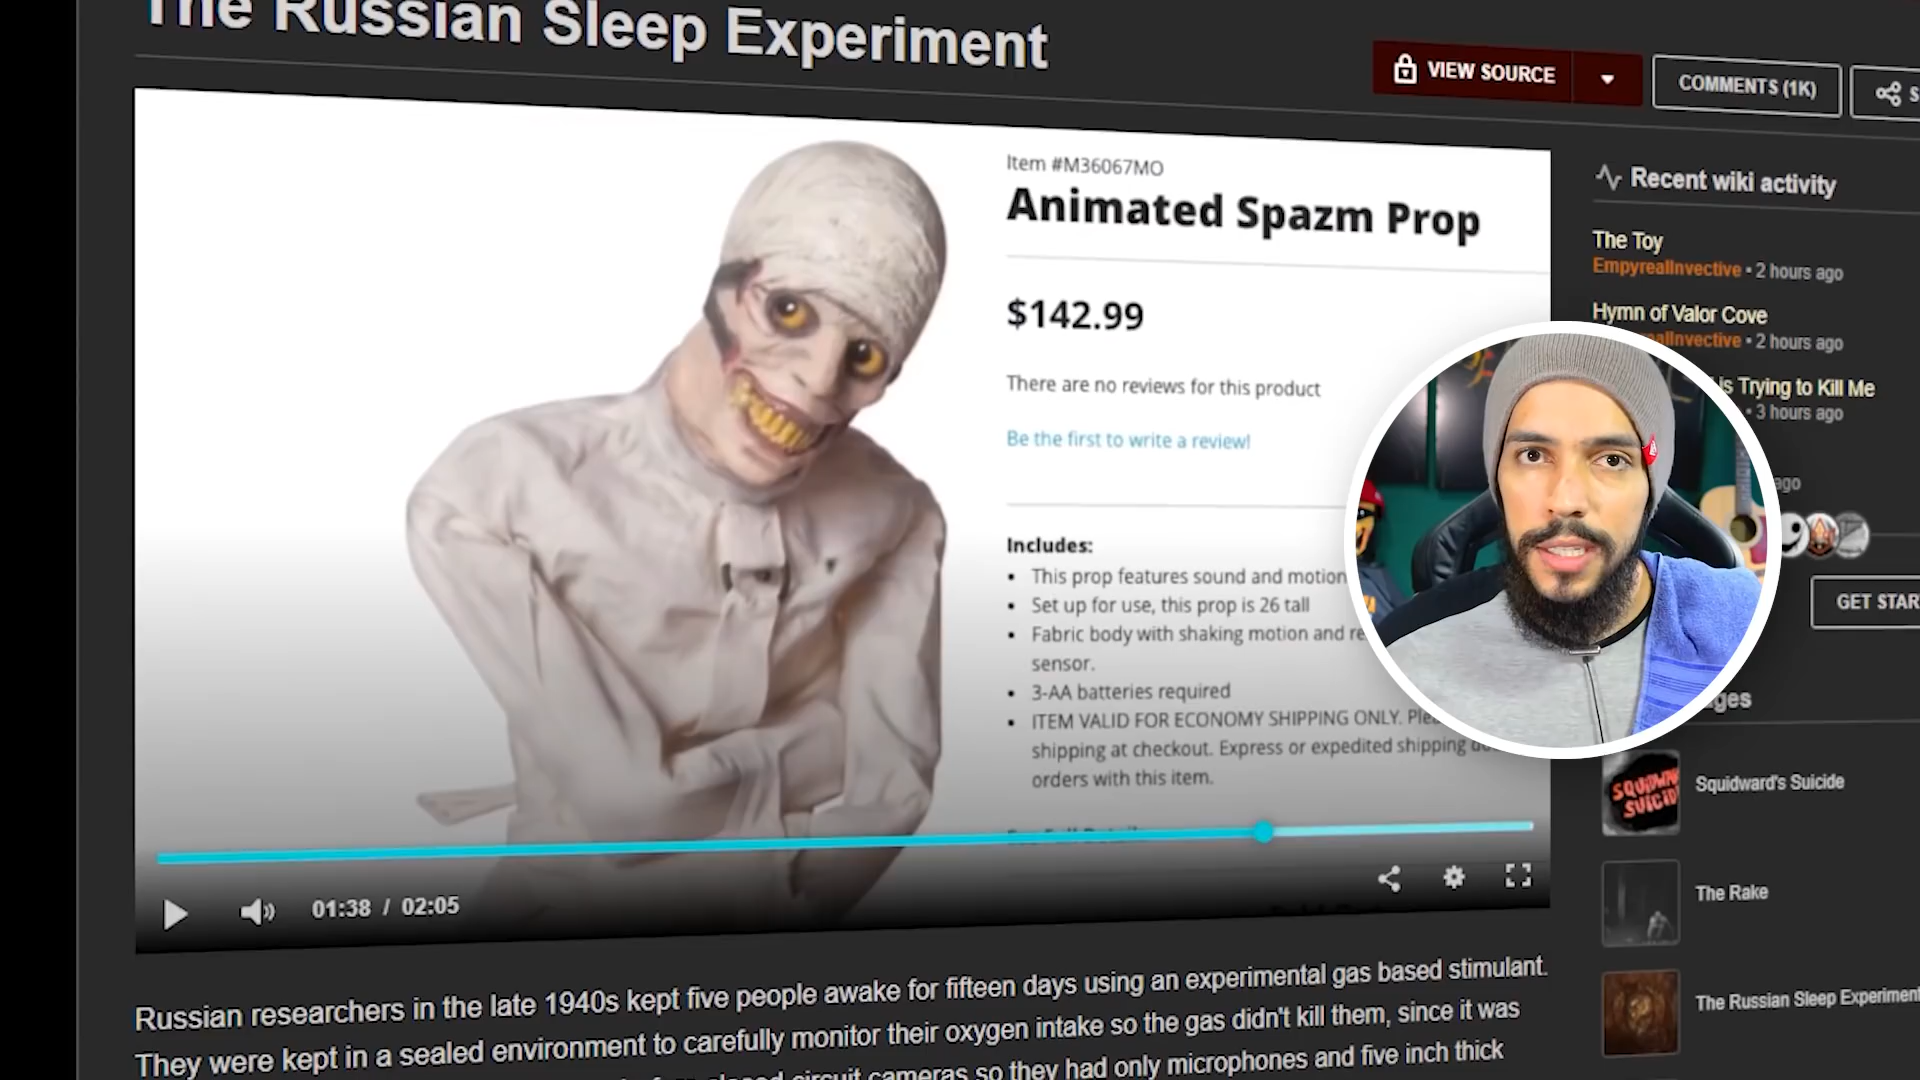 The Russian Sleep Experiment
VIEW SOURCE
COMMENTS (1K)
Item #M36067MO
Animated Spazm Prop
$142.99
There are no reviews for this product
Be the first to write a review!
Includes:
• This prop features sound and motion
• Set up for use, this prop is 26 tall
• Fabric body with shaking motion and
sensor.
• 3-AA batteries required
• ITEM VALID FOR ECONOMY SHIPPING ONLY.
shipping at checkout. Express or expedited shipping
orders with this item.
01:38 / 02:05
Russian researchers in the late 1940s kept five people awake for fifteen days using an experimental gas based stimulant.
They were kept in a sealed environment to carefully monitor their oxygen intake so the gas didn't kill them, since it was
circuit cameras so they had only microphones and five inch thick
Recent wiki activity
The Toy
EmpyrealInvective • 2 hours ago
Hymn of Valor Cove
• 2 hours ago
is Trying to Kill Me
• 3 hours ago
ago
GET STAR
Squidward's Suicide
SQUIDWARD
SUICIDE
The Rake
The Russian Sleep Experiment